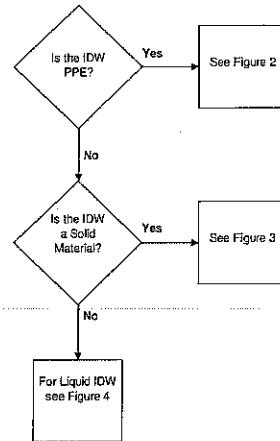 Is the IDW
PPE?
Yes
See Figure 2
No
Is the IDW
a Solid
Material?
Yes
See Figure 3
No
For Liquid IDW
see Figure 4